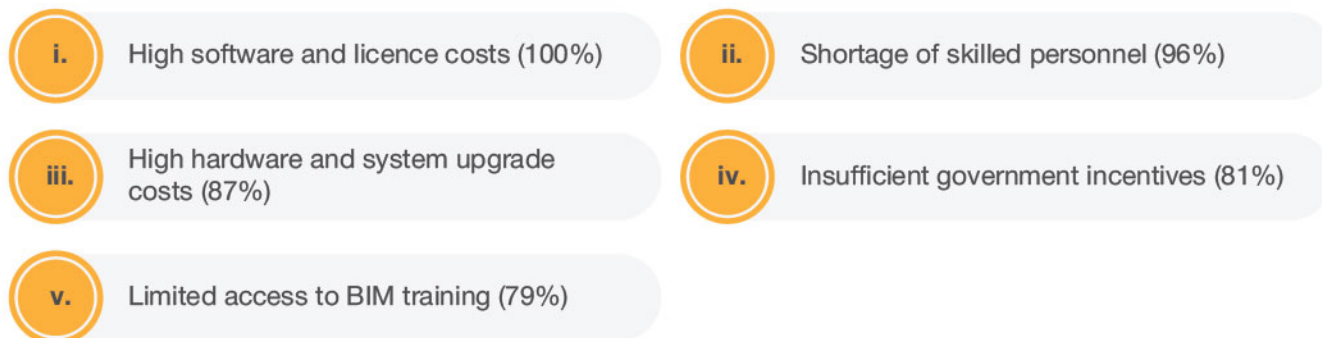 i. High software and licence costs (100%)
ii. Shortage of skilled personnel (96%)
iii. High hardware and system upgrade
costs (87%)
iv. Insufficient government incentives (81%)
v. Limited access to BIM training (79%)